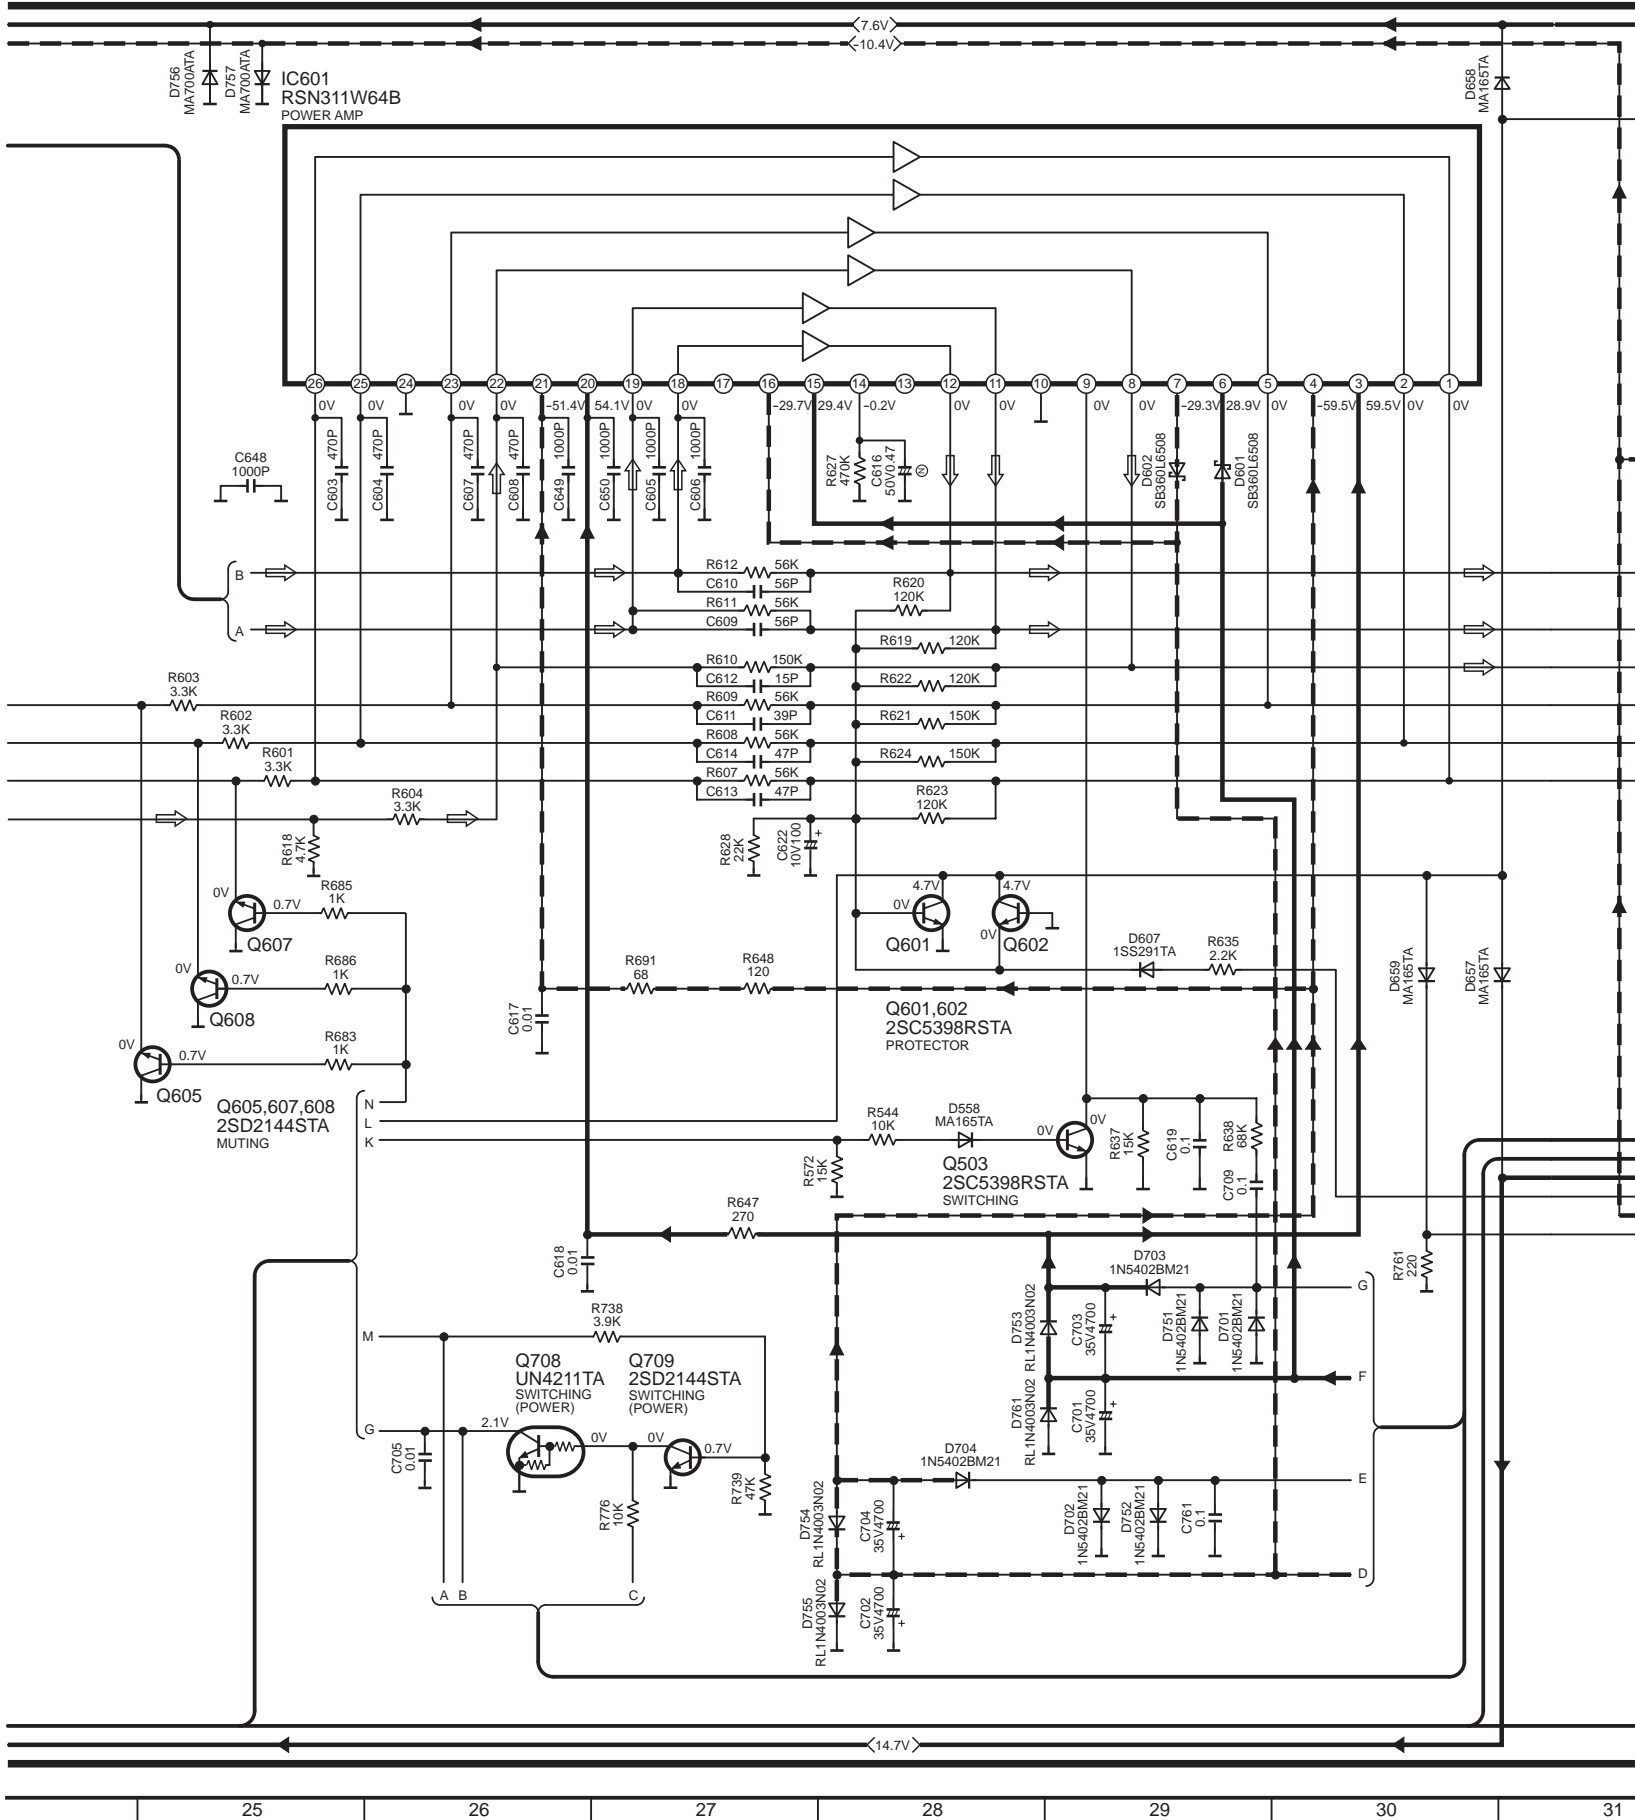 7.6V
-10.4V
D756
MA700ATA
D757
MA700ATA
IC601
RSN311W64B
POWER AMP
D658
MA165TA
26 25 24 23 22 21 20 19 18 17 16 15 14 13 12 11 10 9 8 7 6 5 4 3 2 1
0V 0V 0V 0V -51.4V 54.1V 0V 0V -29.7V 29.4V -0.2V 0V 0V 0V 0V -29.3V 28.9V 0V -59.5V 59.5V 0V 0V
C648
1000P
C603
470P
C604
470P
C607
470P
C608
470P
C649
1000P
C650
1000P
C605
1000P
C606
1000P
R627
470K
C616
50V0.47
N
D602
SB360L6508
D601
SB360L6508
B
A
R612 56K
C610 56P
R611 56K
C609 56P
R620
120K
R619 120K
R610 150K
C612 15P
R622 120K
R609 56K
C611 39P
R621 150K
R608 56K
C614 47P
R624 150K
R607 56K
C613 47P
R623
120K
R603
3.3K
R602
3.3K
R601
3.3K
R604
3.3K
R618
4.7K
R628
22K
C622
10V100
+
0V
0.7V
R685
1K
Q607
0V
0.7V
R686
1K
Q608
0V
0.7V
R683
1K
Q605
Q605,607,608
2SD2144STA
MUTING
4.7V
0V
Q601
4.7V
0V
Q602
D607
1SS291TA
R635
2.2K
R691
68
R648
120
C617
0.01
Q601,602
2SC5398RSTA
PROTECTOR
D659
MA165TA
D657
MA165TA
N
L
K
R544
10K
D558
MA165TA
0V
0V
R572
15K
Q503
2SC5398RSTA
SWITCHING
R637
15K
C619
0.1
R638
68K
C709
0.1
R647
270
C618
0.01
D703
1N5402BM21
R761
220
G
D753
RL1N4003N02
C703
35V4700
+
D751
1N5402BM21
D701
1N5402BM21
M
R738
3.9K
F
Q708
UN4211TA
SWITCHING
(POWER)
Q709
2SD2144STA
SWITCHING
(POWER)
D761
RL1N4003N02
C701
35V4700
+
G
2.1V
0V
0V
0.7V
C705
0.01
R776
10K
R739
47K
D704
1N5402BM21
E
D754
RL1N4003N02
C704
35V4700
+
D702
1N5402BM21
D752
1N5402BM21
C761
0.1
D
A B C
D755
RL1N4003N02
C702
35V4700
+
14.7V
25 26 27 28 29 30 31